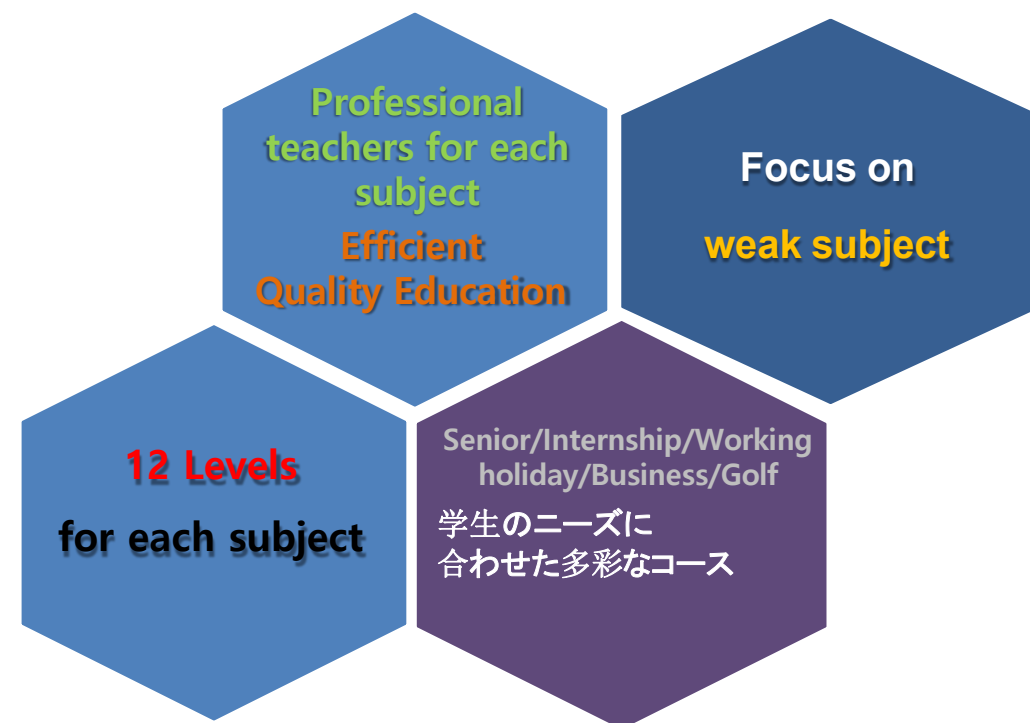 Professional
teachers for each
subject
Efficient
Quality Education
Focus on
weak subject
12 Levels
for each subject
Senior/Internship/Working
holiday/Business/Golf
学生のニーズに
合わせた多彩なコース